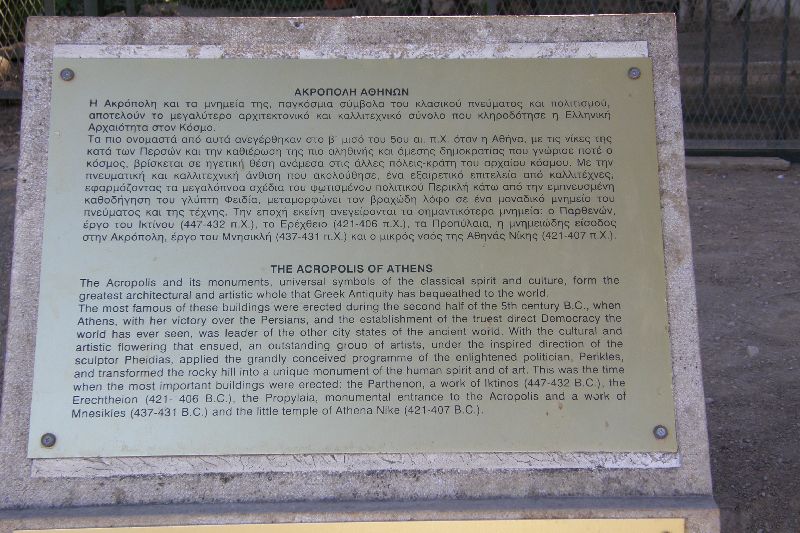 ΑΚΡΟΠΟΛΗ ΑΘΗΝΩΝ
Η Ακρόπολη και τα μνημεία της, παγκόσμια σύμβολα του κλασικού πνεύματος και πολιτισμού,
αποτελούν το μεγαλύτερο αρχιτεκτονικό και καλλιτεχνικό σύνολο που κληροδότησε η Ελληνική
Αρχαιότητα στον Κόσμο.
Τα πιο ονομαστά από αυτά ανεγέρθηκαν στο β΄ μισό του 5ου αι. π.Χ. όταν η Αθήνα, με τις νίκες της
κατά των Περσών και την καθιέρωση της πιο αληθινής και άμεσης δημοκρατίας που γνώρισε ποτέ ο
κόσμος, βρίσκεται σε ηγετική θέση ανάμεσα στις άλλες πόλεις-κράτη του αρχαίου κόσμου. Με την
πνευματική και καλλιτεχνική άνθιση που ακολούθησε, ένα εξαιρετικό επιτελείο από καλλιτέχνες,
εφαρμόζοντας τα μεγαλόπνοα σχέδια του φωτισμένου πολιτικού Περικλή κάτω από την εμπνευσμένη
καθοδήγηση του γλύπτη Φειδία, μεταμορφώνει τον βραχώδη λόφο σε ένα μοναδικό μνημείο του
πνεύματος και της τέχνης. Την εποχή εκείνη ανεγείρονται τα σημαντικότερα μνημεία: ο Παρθενών,
έργο του Ικτίνου (447-432 π.Χ.), το Ερέχθειο (421-406 π.Χ.), τα Προπύλαια, η μνημειώδης είσοδος
στην Ακρόπολη, έργο του Μνησικλή (437-431 π.Χ.) και ο μικρός ναός της Αθηνάς Νίκης (421-407 π.Χ.).
THE ACROPOLIS OF ATHENS
The Acropolis and its monuments, universal symbols of the classical spirit and culture, form the
greatest architectural and artistic whole that Greek Antiquity has bequeathed to the world.
The most famous of these buildings were erected during the second half of the 5th century B.C., when
Athens, with her victory over the Persians, and the establishment of the truest direct Democracy the
world has ever seen, was leader of the other city states of the ancient world. With the cultural and
artistic flowering that ensued, an outstanding group of artists, under the inspired direction of the
sculptor Pheidias, applied the grandly conceived programme of the enlightened politician, Perikles,
and transformed the rocky hill into a unique monument of the human spirit and of art. This was the time
when the most important buildings were erected: the Parthenon, a work of Iktinos (447-432 B.C.), the
Erechtheion (421- 406 B.C.), the Propylaia, monumental entrance to the Acropolis and a work of
Mnesikles (437-431 B.C.) and the little temple of Athena Nike (421-407 B.C.).